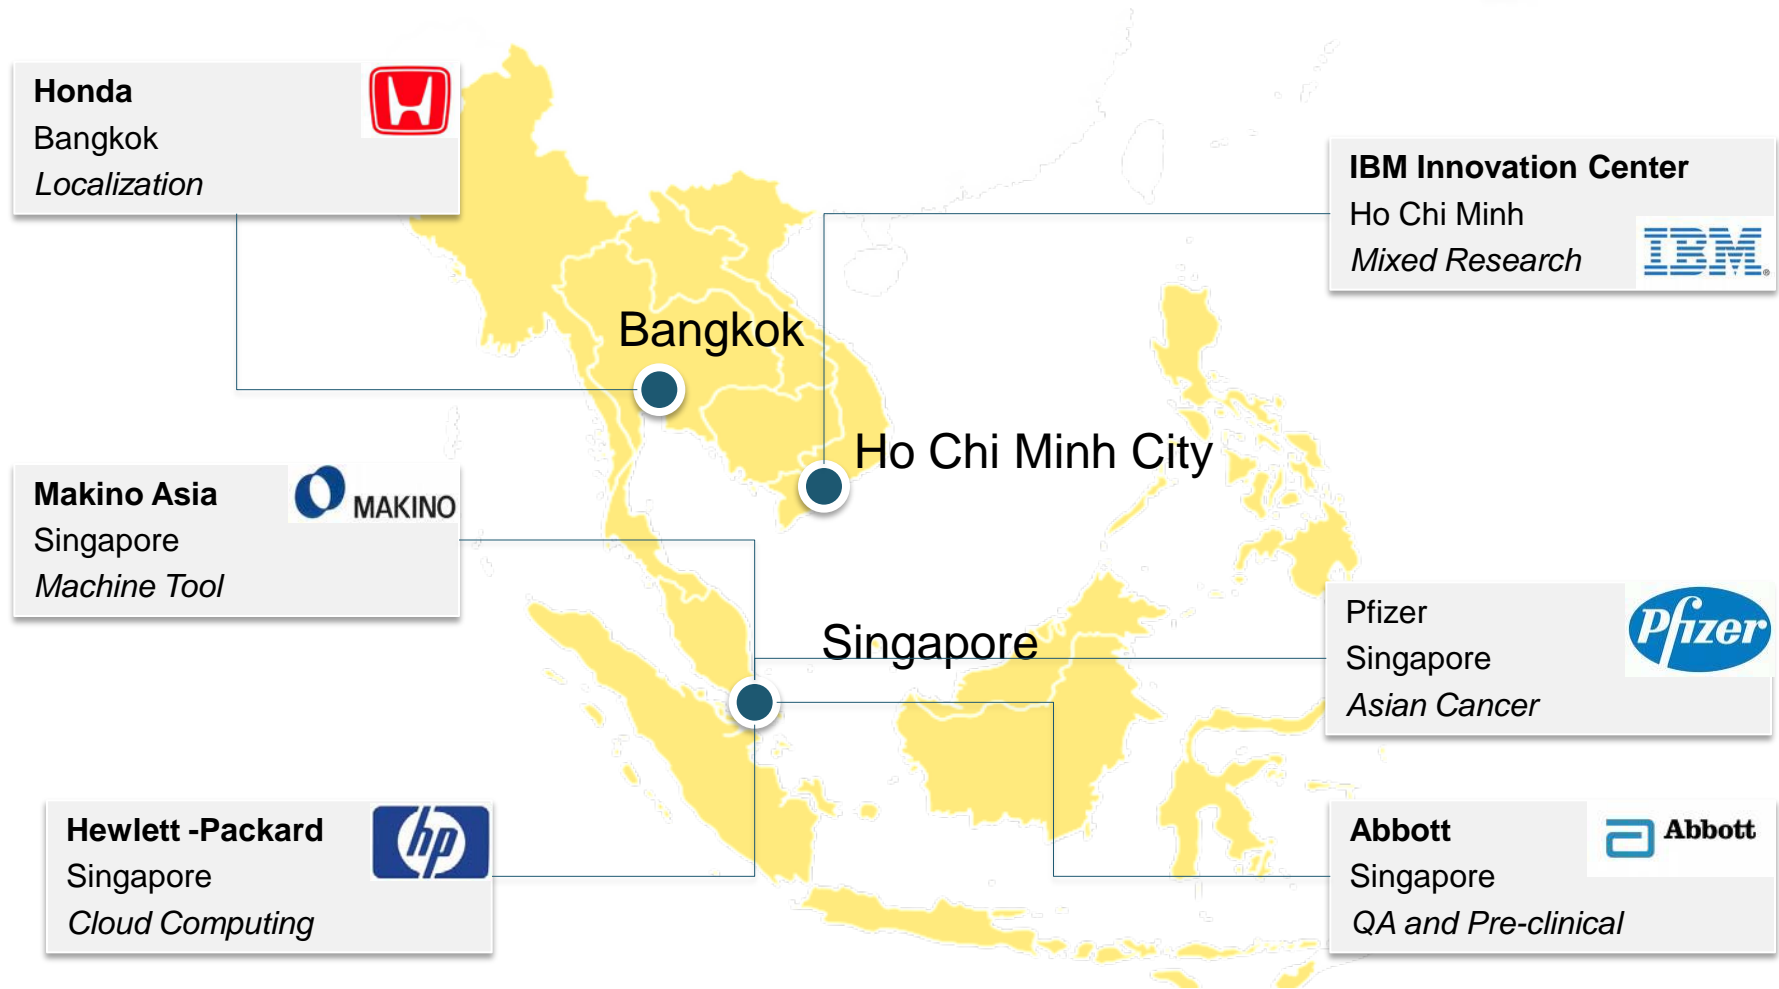 Honda
Bangkok
Localization
IBM Innovation Center
Ho Chi Minh
Mixed Research
IBM
Bangkok
Ho Chi Minh City
Makino Asia
MAKINO
Singapore
Machine Tool
Singapore
Pfizer
Pfizer
Singapore
Asian Cancer
Hewlett -Packard
hp
Singapore
Cloud Computing
Abbott
Abbott
Singapore
QA and Pre-clinical